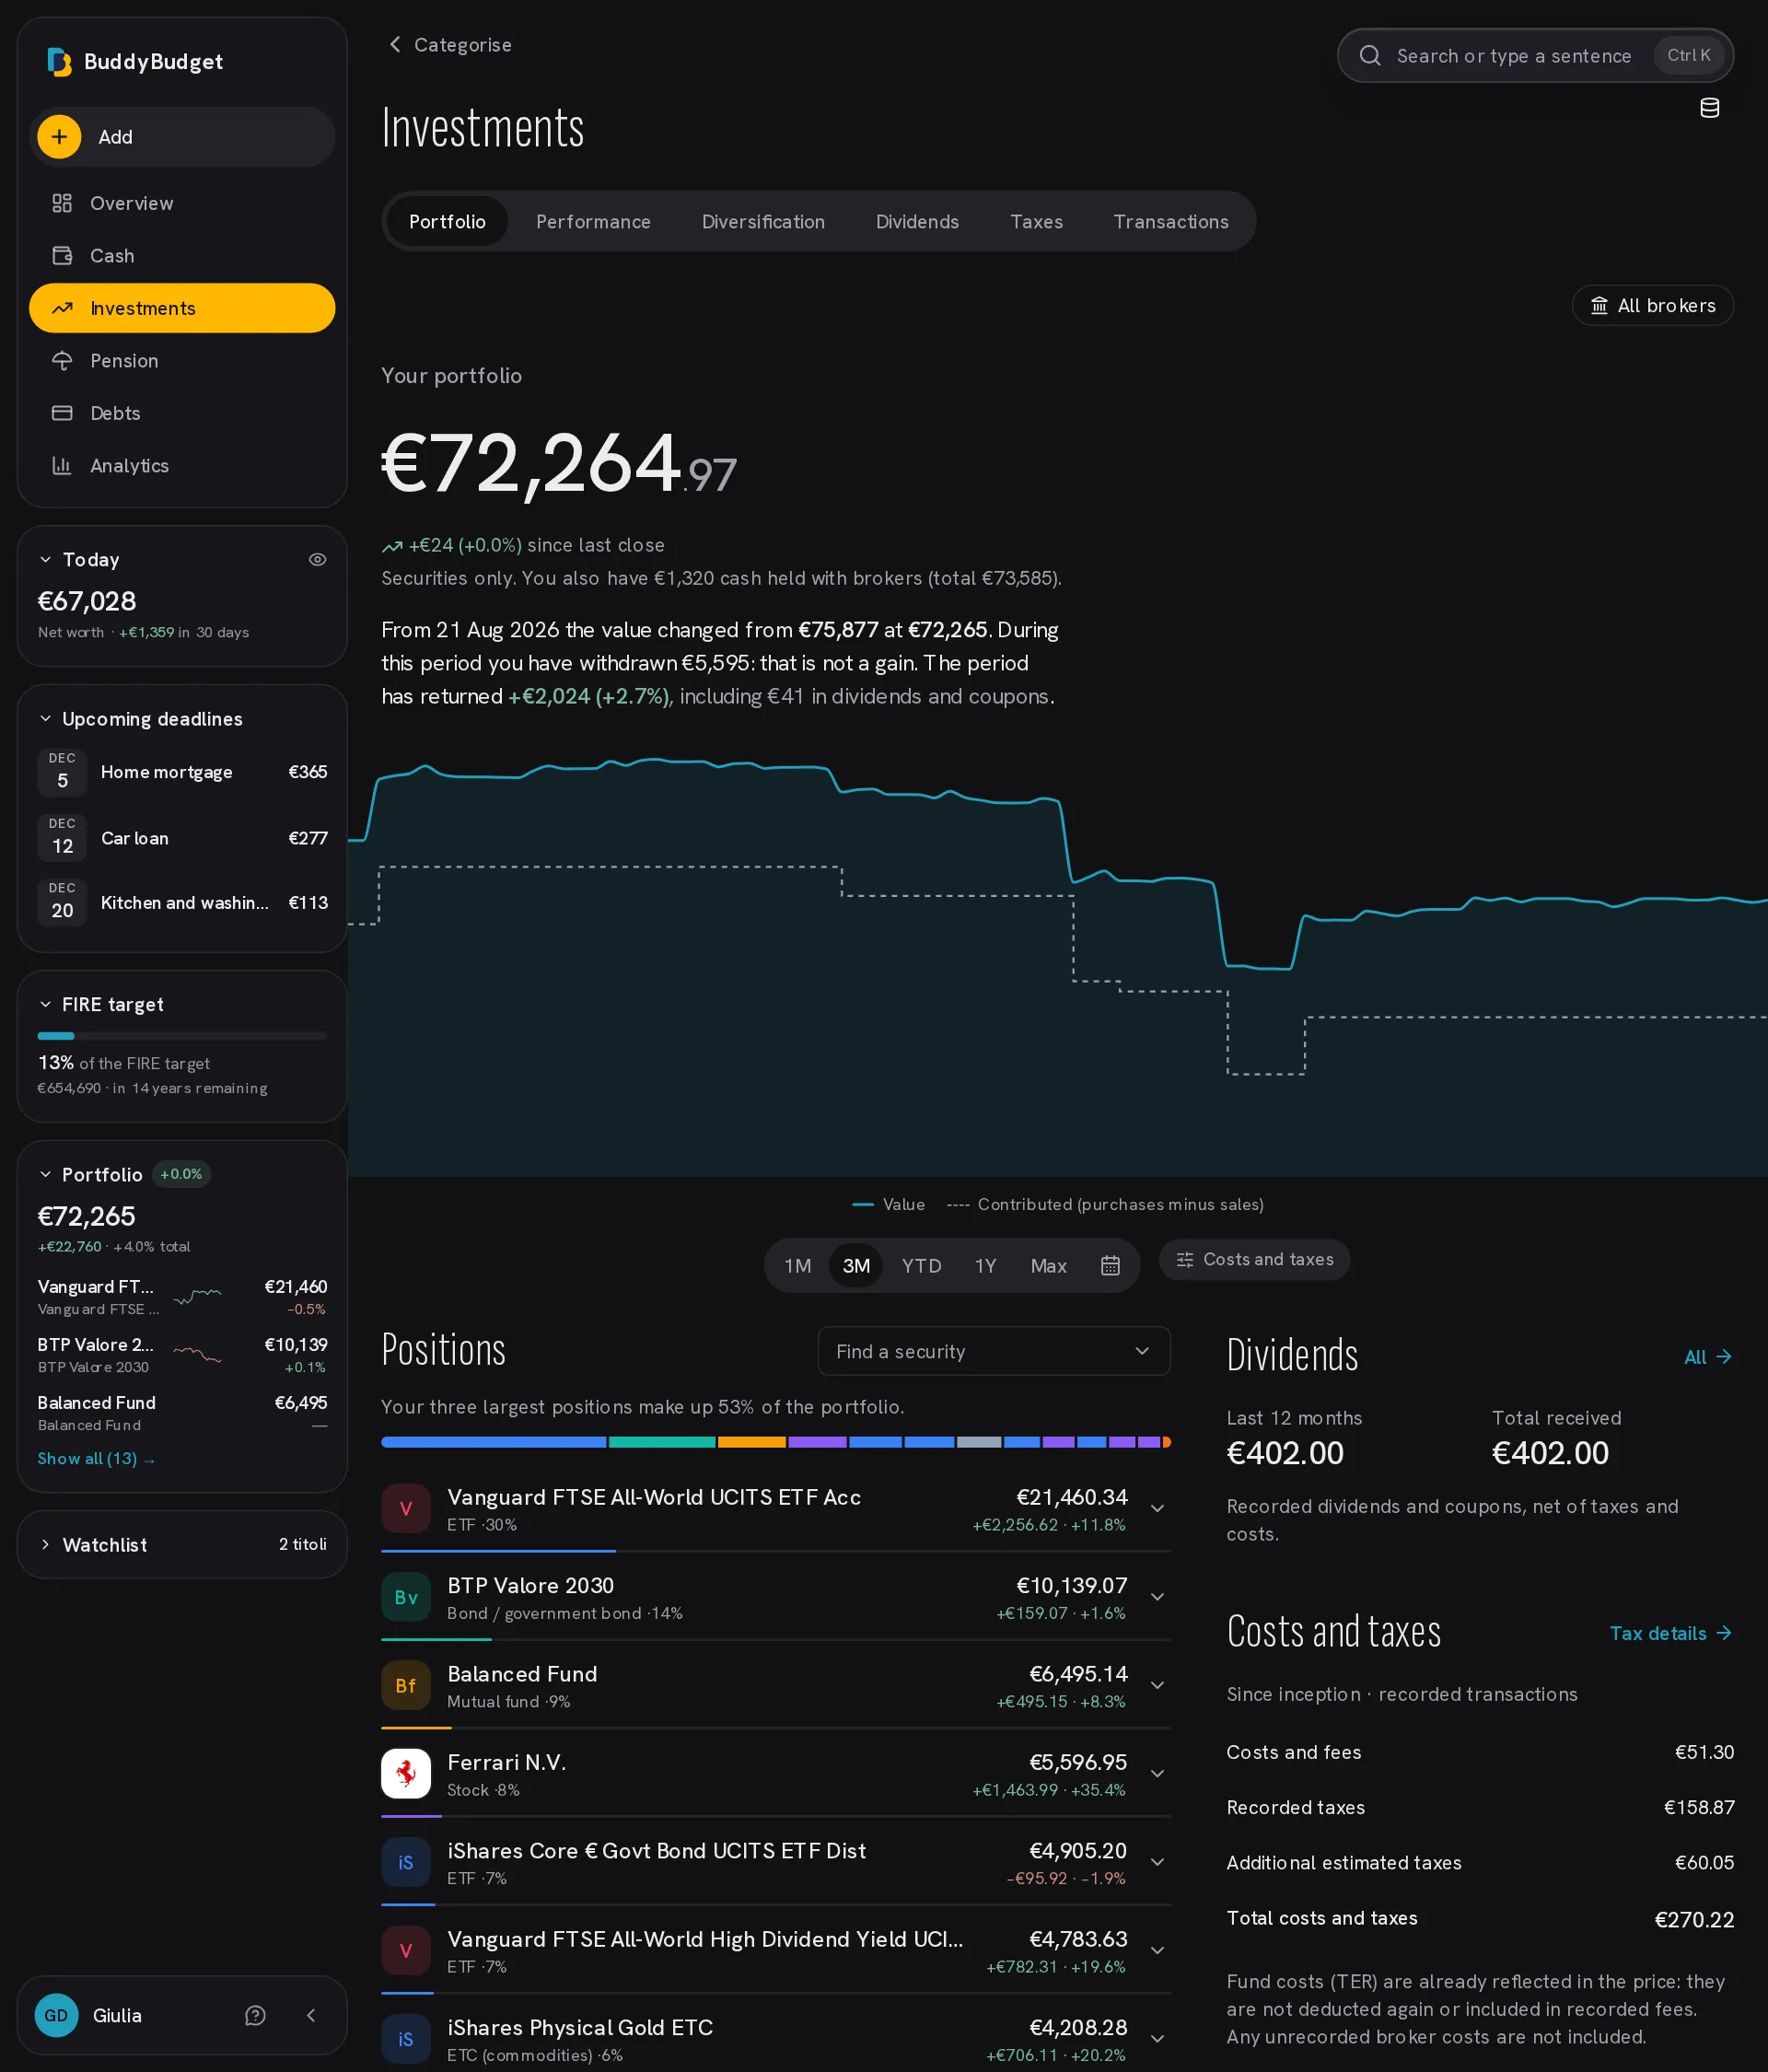 BuddyBudget
Add
Overview
Cash
Investments
Pension
Debts
Analytics
Today
€67,028
Net worth · +€1,359 in 30 days
Upcoming deadlines
DEC
5
Home mortgage
€365
DEC
12
Car loan
€277
DEC
20
Kitchen and washin...
€113
FIRE target
13% of the FIRE target
€654,690 · in 14 years remaining
Portfolio
+0.0%
€72,265
+€22,760 · +4.0% total
Vanguard FT...
€21,460
Vanguard FTSE ...
-0.5%
BTP Valore 2...
€10,139
BTP Valore 2030
+0.1%
Balanced Fund
€6,495
Balanced Fund
—
Show all (13) →
Watchlist
2 titoli
GD
Giulia
Categorise
Search or type a sentence
Ctrl K
Investments
Portfolio
Performance
Diversification
Dividends
Taxes
Transactions
All brokers
Your portfolio
€72,264.97
+€24 (+0.0%) since last close
Securities only. You also have €1,320 cash held with brokers (total €73,585).
From 21 Aug 2026 the value changed from €75,877 at €72,265. During
this period you have withdrawn €5,595: that is not a gain. The period
has returned +€2,024 (+2.7%), including €41 in dividends and coupons.
Value
Contributed (purchases minus sales)
1M
3M
YTD
1Y
Max
Costs and taxes
Positions
Find a security
Your three largest positions make up 53% of the portfolio.
V
Vanguard FTSE All-World UCITS ETF Acc
€21,460.34
ETF ·30%
+€2,256.62 · +11.8%
Bv
BTP Valore 2030
€10,139.07
Bond / government bond ·14%
+€159.07 · +1.6%
Bf
Balanced Fund
€6,495.14
Mutual fund ·9%
+€495.15 · +8.3%
Ferrari N.V.
€5,596.95
Stock ·8%
+€1,463.99 · +35.4%
iS
iShares Core € Govt Bond UCITS ETF Dist
€4,905.20
ETF ·7%
-€95.92 · -1.9%
V
Vanguard FTSE All-World High Dividend Yield UCI...
€4,783.63
ETF ·7%
+€782.31 · +19.6%
iS
iShares Physical Gold ETC
€4,208.28
ETC (commodities) ·6%
+€706.11 · +20.2%
Dividends
All →
Last 12 months
Total received
€402.00
€402.00
Recorded dividends and coupons, net of taxes and
costs.
Costs and taxes
Tax details →
Since inception · recorded transactions
Costs and fees
€51.30
Recorded taxes
€158.87
Additional estimated taxes
€60.05
Total costs and taxes
€270.22
Fund costs (TER) are already reflected in the price: they
are not deducted again or included in recorded fees.
Any unrecorded broker costs are not included.